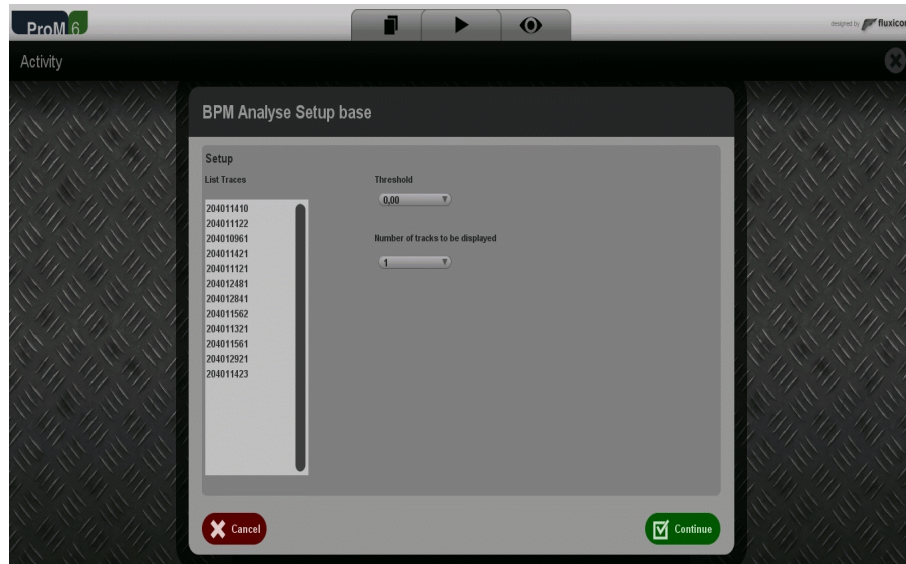 ProM 6
designed by fluxicon
Activity
BPM Analyse Setup base
Setup
List Traces
204011410
204011122
204010961
204011421
204011121
204012481
204012841
204011562
204011321
204011561
204012921
204011423
Threshold
0,00
Number of tracks to be displayed
1
Cancel
Continue